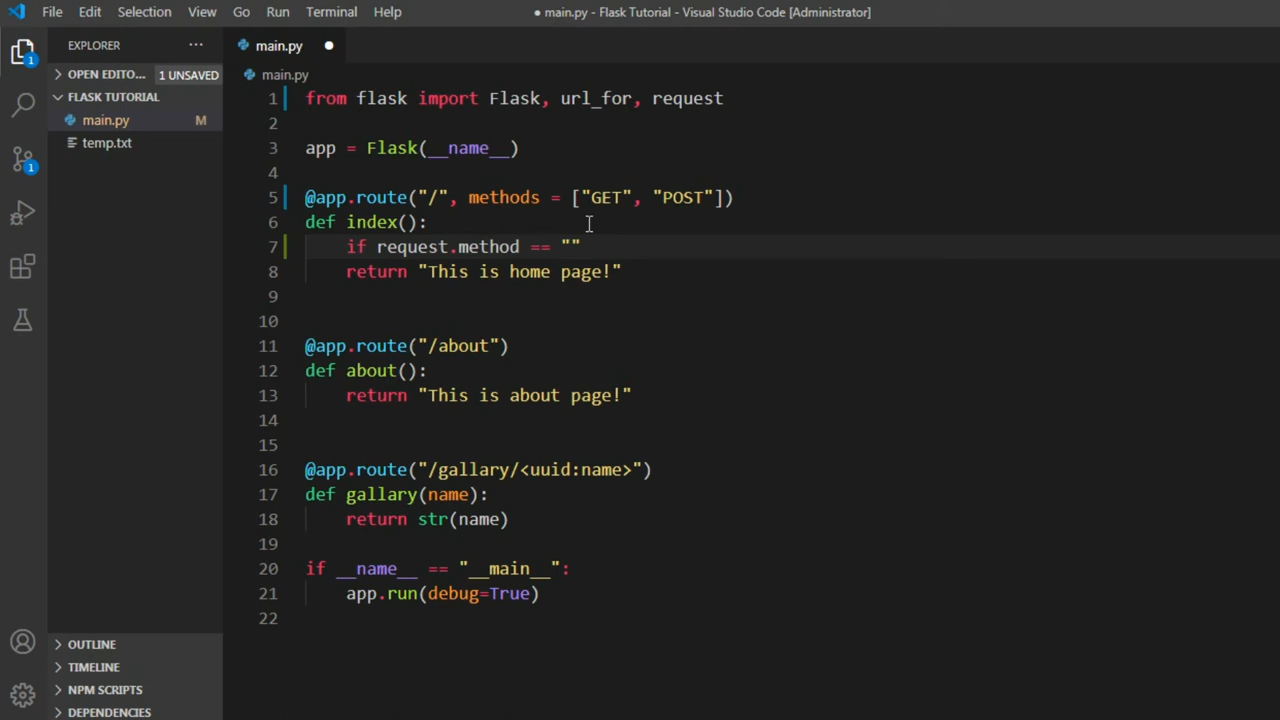 File Edit Selection View Go Run Terminal Help ● main.py - Flask Tutorial - Visual Studio Code [Administrator]
EXPLORER ··· main.py ●
OPEN EDITO... 1 UNSAVED
FLASK TUTORIAL
main.py M
temp.txt
1
1
main.py
1 from flask import Flask, url_for, request
2
3 app = Flask(__name__)
4
5 @app.route("/", methods = ["GET", "POST"])
6 def index():
7 if request.method == ""
8 return "This is home page!"
9
10
11 @app.route("/about")
12 def about():
13 return "This is about page!"
14
15
16 @app.route("/gallary/<uuid:name>")
17 def gallary(name):
18 return str(name)
19
20 if __name__ == "__main__":
21 app.run(debug=True)
22
OUTLINE
TIMELINE
NPM SCRIPTS
DEPENDENCIES